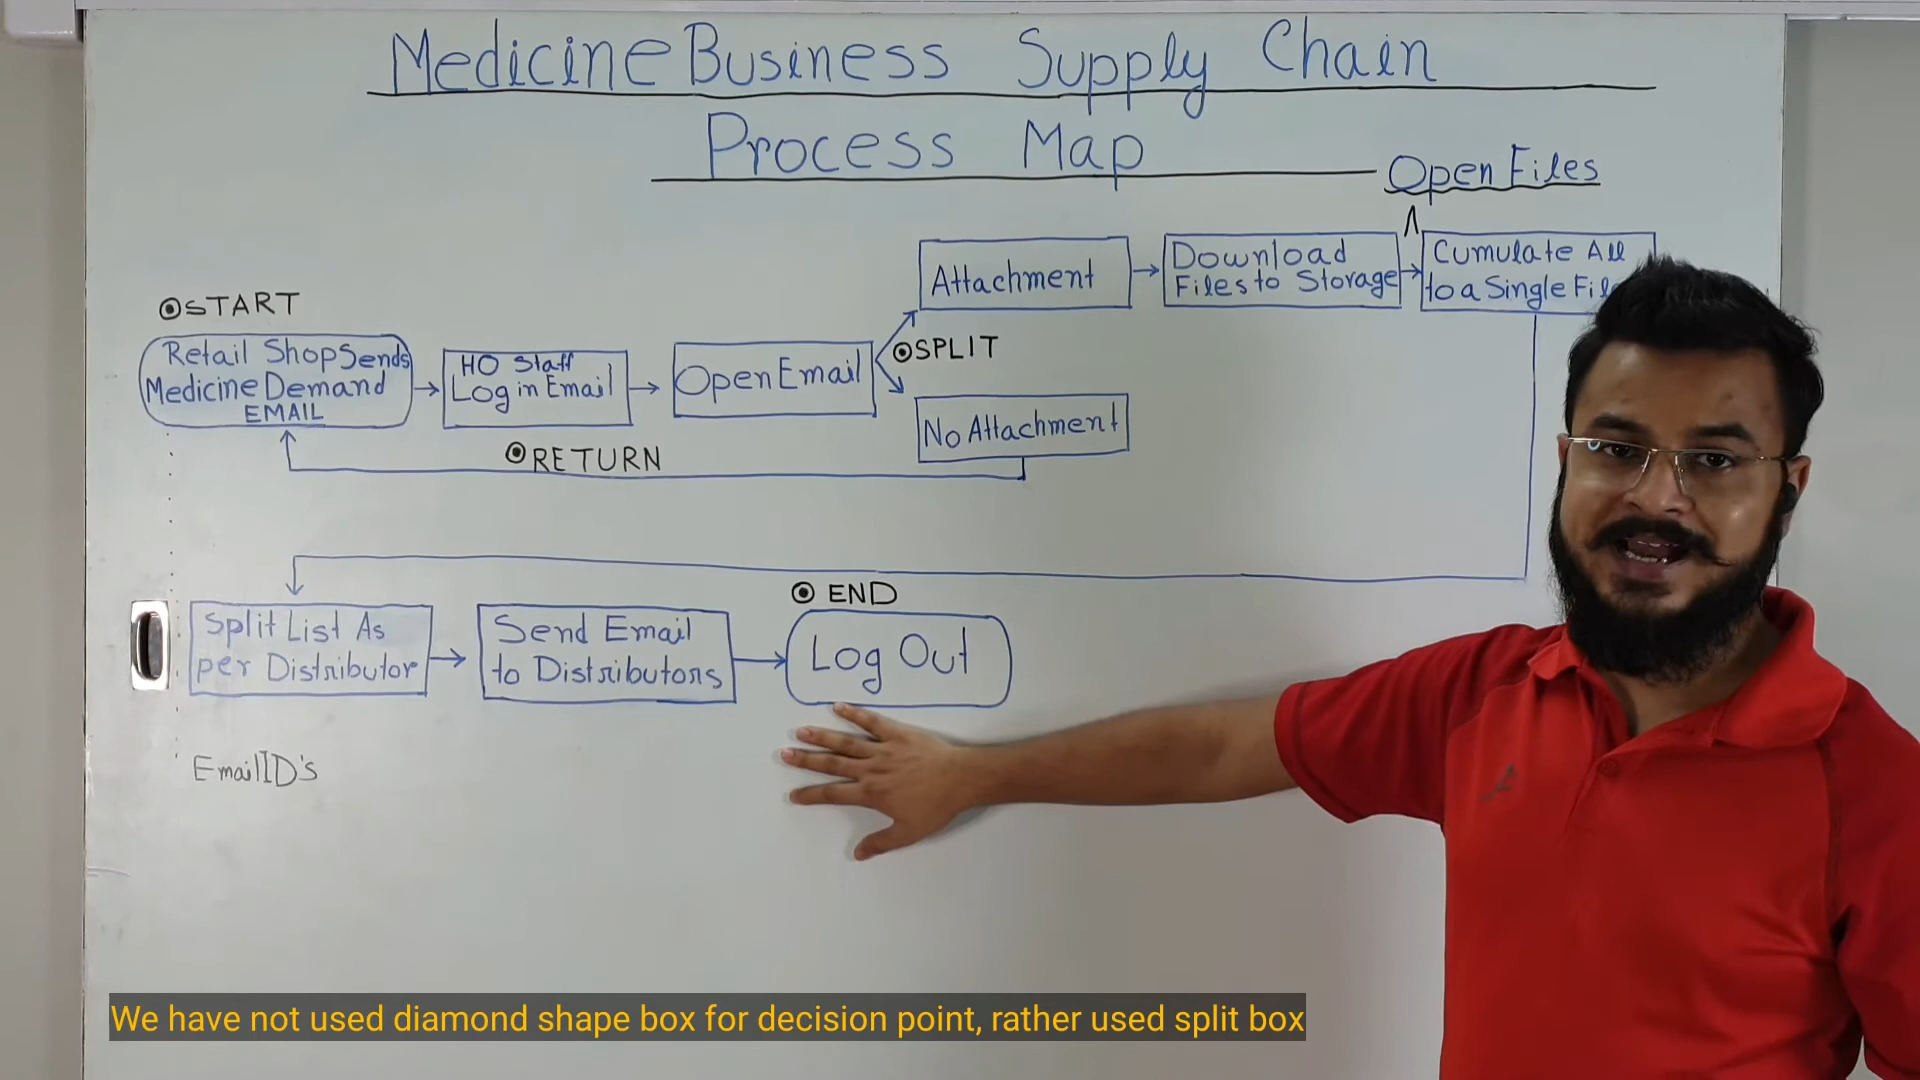 Medicine Business Supply Chain
Process Map
Open Files
Attachment
Download
Files to Storage
Cumulate All
to a Single File
START
Retail Shop Sends
Medicine Demand
EMAIL
HO Staff
Log in Email
Open Email
SPLIT
No Attachment
RETURN
Split List As
per Distributor
Send Email
to Distributors
END
Log Out
EmailID's
We have not used diamond shape box for decision point, rather used split box